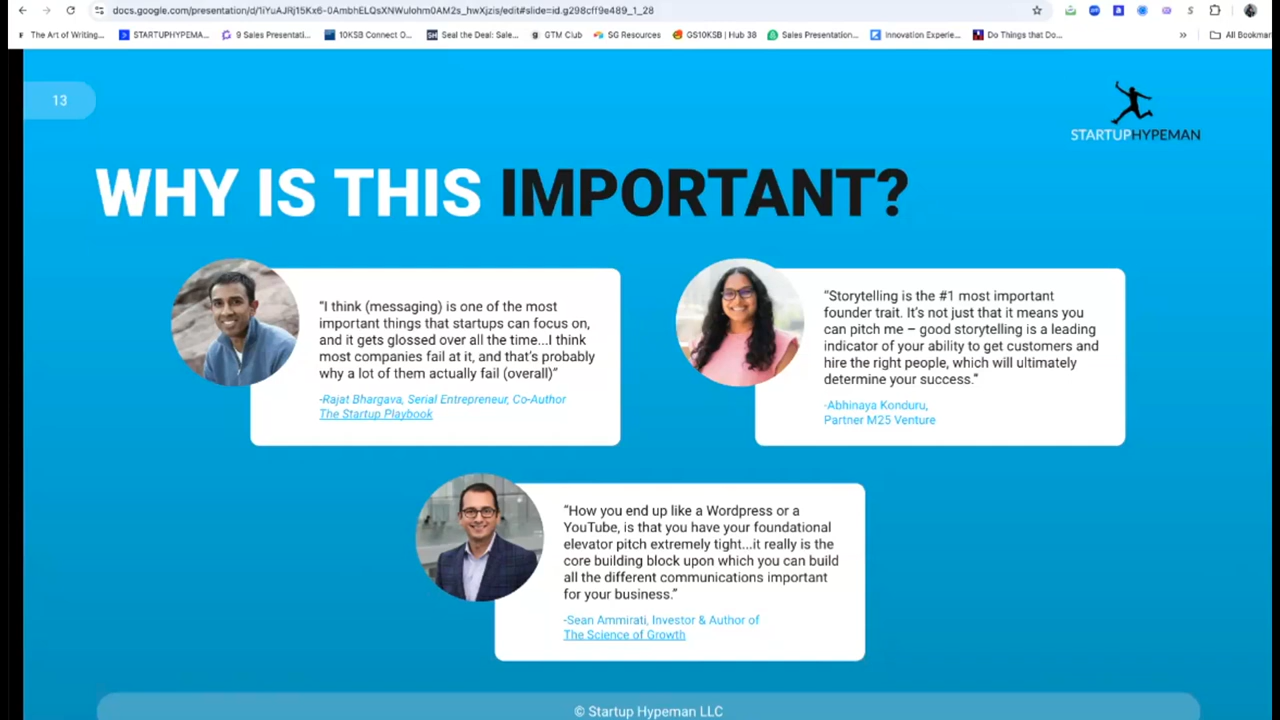 docs.google.com/presentation/d/1iYuAJRj15Kx6-0AmbhELQsXNWulohm0AM2s_hwXjzis/edit#slide=id.g298cff9e489_1_28
The Art of Writing...
STARTUPHYPEMA...
9 Sales Presentati...
10KSB Connect O...
Seal the Deal: Sale...
GTM Club
SG Resources
GS10KSB | Hub 38
Sales Presentation...
Innovation Experie...
Do Things that Do...
»
All Bookmar
13
STARTUPHYPEMAN
WHY IS THIS IMPORTANT?
“I think (messaging) is one of the most
important things that startups can focus on,
and it gets glossed over all the time...I think
most companies fail at it, and that’s probably
why a lot of them actually fail (overall)”
-Rajat Bhargava, Serial Entrepreneur, Co-Author
The Startup Playbook
“Storytelling is the #1 most important
founder trait. It’s not just that it means you
can pitch me – good storytelling is a leading
indicator of your ability to get customers and
hire the right people, which will ultimately
determine your success.”
-Abhinaya Konduru,
Partner M25 Venture
“How you end up like a Wordpress or a
YouTube, is that you have your foundational
elevator pitch extremely tight...it really is the
core building block upon which you can build
all the different communications important
for your business.”
-Sean Ammirati, Investor & Author of
The Science of Growth
© Startup Hypeman LLC